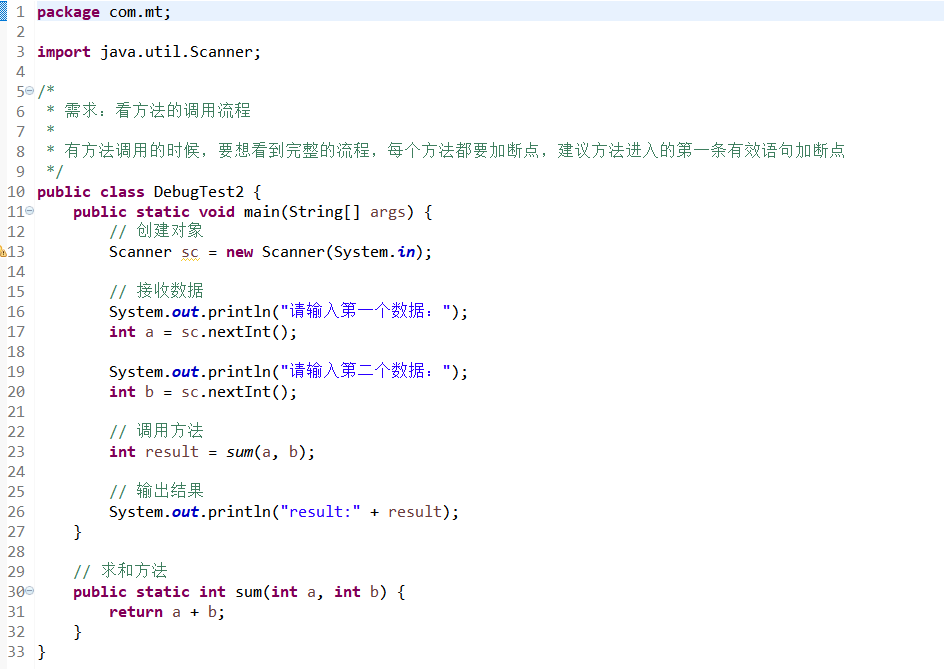 1 package com.mt;
2
3 import java.util.Scanner;
4
5 /*
6  * 需求：看方法的调用流程
7  *
8  * 有方法调用的时候，要想看到完整的流程，每个方法都要加断点，建议方法进入的第一条有效语句加断点
9  */
10 public class DebugTest2 {
11     public static void main(String[] args) {
12         // 创建对象
13         Scanner sc = new Scanner(System.in);
14
15         // 接收数据
16         System.out.println("请输入第一个数据：");
17         int a = sc.nextInt();
18
19         System.out.println("请输入第二个数据：");
20         int b = sc.nextInt();
21
22         // 调用方法
23         int result = sum(a, b);
24
25         // 输出结果
26         System.out.println("result:" + result);
27     }
28
29     // 求和方法
30     public static int sum(int a, int b) {
31         return a + b;
32     }
33 }